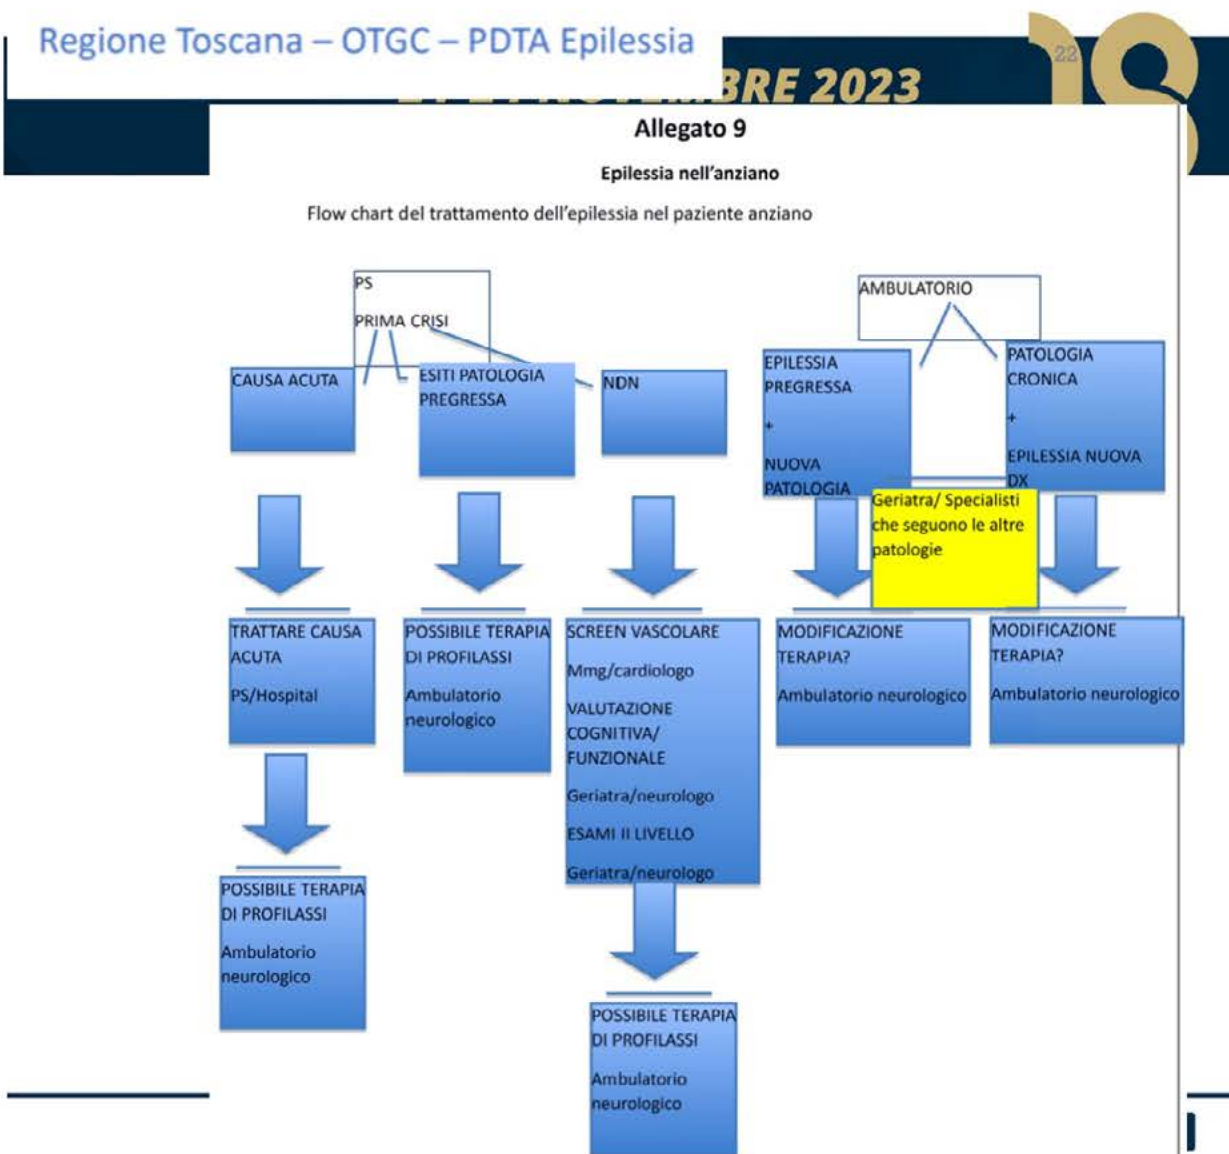 Regione Toscana – OTGC – PDTA Epilessia
BRE 2023
22
Allegato 9
Epilessia nell'anziano
Flow chart del trattamento dell'epilessia nel paziente anziano
PS
PRIMA CRISI
AMBULATORIO
CAUSA ACUTA
ESITI PATOLOGIA
PREGRESSA
NDN
EPILESSIA
PREGRESSA
+
NUOVA
PATOLOGIA
PATOLOGIA
CRONICA
+
EPILESSIA NUOVA
DX
Geriatra/ Specialisti
che seguono le altre
patologie
TRATTARE CAUSA
ACUTA
PS/Hospital
POSSIBILE TERAPIA
DI PROFILASSI
Ambulatorio
neurologico
SCREEN VASCOLARE
Mmg/cardiologo
VALUTAZIONE
COGNITIVA/
FUNZIONALE
Geriatra/neurologo
ESAMI II LIVELLO
Geriatra/neurologo
MODIFICAZIONE
TERAPIA?
Ambulatorio neurologico
MODIFICAZIONE
TERAPIA?
Ambulatorio neurologico
POSSIBILE TERAPIA
DI PROFILASSI
Ambulatorio
neurologico
POSSIBILE TERAPIA
DI PROFILASSI
Ambulatorio
neurologico